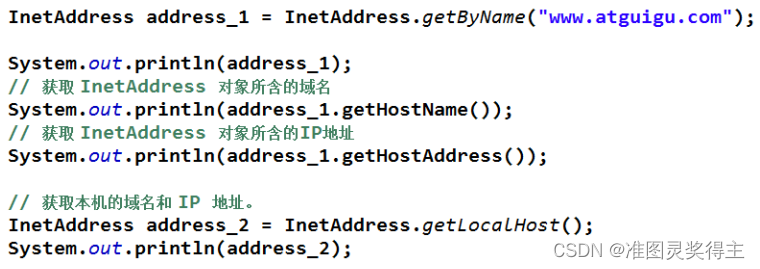 InetAddress address_1 = InetAddress.getByName("www.atguigu.com");
System.out.println(address_1);
// 获取 InetAddress 对象所含的域名
System.out.println(address_1.getHostName());
// 获取 InetAddress 对象所含的IP地址
System.out.println(address_1.getHostAddress());
// 获取本机的域名和 IP 地址。
InetAddress address_2 = InetAddress.getLocalHost();
System.out.println(address_2);
CSDN @准图灵奖得主